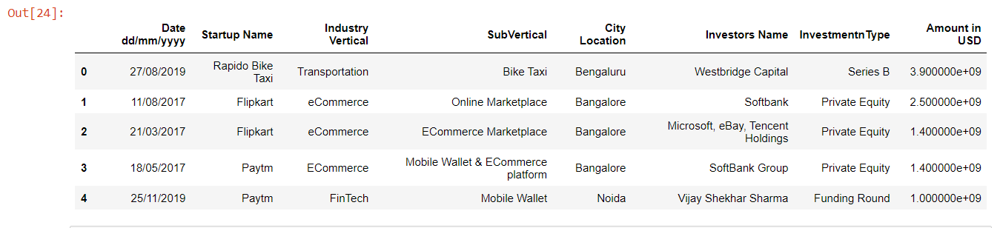 Out[24]:
Date dd/mm/yyyy Startup Name Industry Vertical SubVertical City Location Investors Name InvestmentnType Amount in USD
0 27/08/2019 Rapido Bike Taxi Transportation Bike Taxi Bengaluru Westbridge Capital Series B 3.900000e+09
1 11/08/2017 Flipkart eCommerce Online Marketplace Bangalore Softbank Private Equity 2.500000e+09
2 21/03/2017 Flipkart eCommerce ECommerce Marketplace Bangalore Microsoft, eBay, Tencent Holdings Private Equity 1.400000e+09
3 18/05/2017 Paytm ECommerce Mobile Wallet & ECommerce platform Bangalore SoftBank Group Private Equity 1.400000e+09
4 25/11/2019 Paytm FinTech Mobile Wallet Noida Vijay Shekhar Sharma Funding Round 1.000000e+09